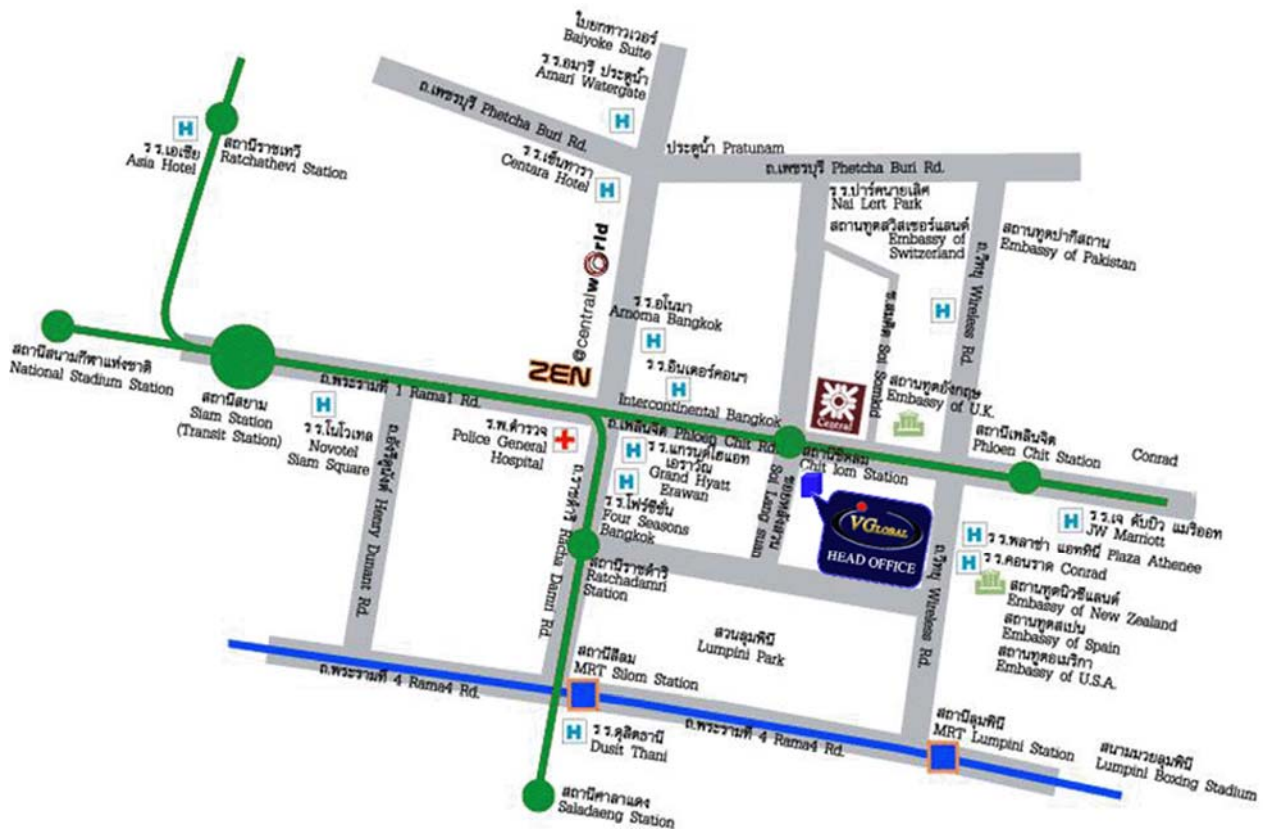 ใบยกทาวเวอร์
Baiyoke Suite
ร.ร.อมารี ประตูน้ำ
Amari Watergate
H
ถ.เพชรบุรี Phetcha Buri Rd.
ประตูน้ำ Pratunam
ถ.เพชรบุรี Phetcha Buri Rd.
H
ร.ร.เอเซีย
Asia Hotel
สถานีราชเทวี
Ratchathevi Station
ร.ร.เซ็นทารา
Centara Hotel
H
ร.ร.ปาร์คนายเลิศ
Nai Lert Park
สถานทูตสวิสเซอร์แลนด์
Embassy of
Switzerland
สถานทูตปากีสถาน
Embassy of Pakistan
ถ.วิทยุ Wireless Rd.
H
ซ.สมคิด Soi Somkid
ZEN
@centralworld
ร.ร.อโนมา
Arnoma Bangkok
H
ร.ร.อินเตอร์คอนฯ
H
Intercontinental Bangkok
Central
สถานทูตอังกฤษ
Embassy of U.K.
สถานีสนามกีฬาแห่งชาติ
National Stadium Station
สถานีสยาม
Siam Station
(Transit Station)
ถ.พระรามที่ 1 Rama1 Rd.
H
ร.ร.โนโวเทล
Novotel
Siam Square
ถ.อังรีดูนังต์ Henry Dunant Rd.
ร.พ.ตำรวจ
Police General
Hospital
ถ.เพลินจิต Phloen Chit Rd.
H
ร.ร.แกรนด์ไฮแอท
เอราวัณ
Grand Hyatt
Erawan
H
ร.ร.โฟร์ซีซั่น
Four Seasons
Bangkok
สถานีชิดลม
Chit lom Station
ซอยหลังสวน
Soi Lang suan
สถานีเพลินจิต
Phloen Chit Station
Conrad
VGLOBAL
HEAD OFFICE
H
ร.ร.เจ ดับบิว แมริออท
JW Marriott
H
ร.ร.พลาซ่า แอททินี Plaza Athenee
H
ร.ร.คอนราด Conrad
สถานทูตนิวซีแลนด์
Embassy of New Zealand
สถานทูตสเปน
Embassy of Spain
สถานทูตอเมริกา
Embassy of U.S.A.
ถ.ราชดำริ Racha Damri Rd.
สถานีราชดำริ
Ratchadamri
Station
ถ.วิทยุ Wireless Rd.
สวนลุมพินี
Lumpini Park
ถ.พระรามที่ 4 Rama4 Rd.
สถานีสีลม
MRT Silom Station
ถ.พระรามที่ 4 Rama4 Rd.
สถานีลุมพินี
MRT Lumpini Station
สนามมวยลุมพินี
Lumpini Boxing Stadium
H
ร.ร.ดุสิตธานี
Dusit Thani
สถานีศาลาแดง
Saladaeng Station